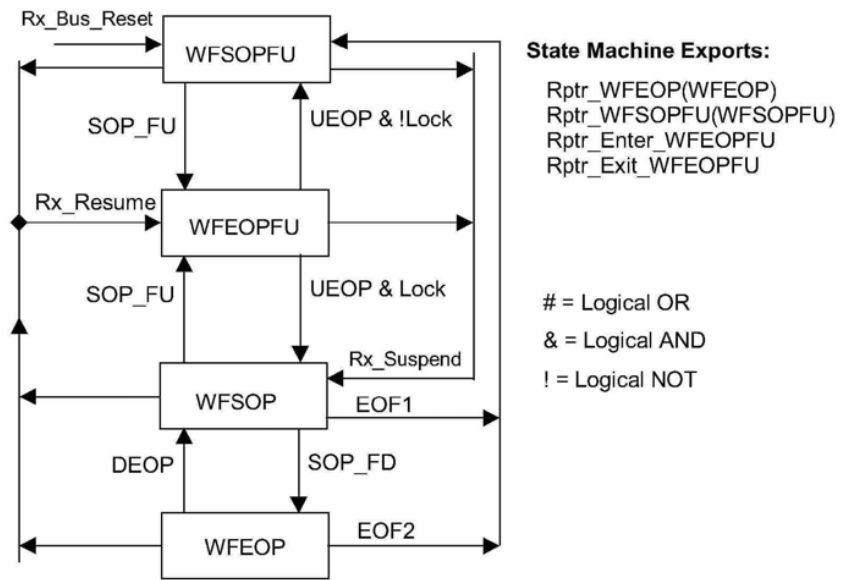 Rx_Bus_Reset
WFSOPFU
State Machine Exports:
Rptr_WFEOP(WFEOP)
Rptr_WFSOPFU(WFSOPFU)
Rptr_Enter_WFEOPFU
Rptr_Exit_WFEOPFU
SOP_FU
UEOP & !Lock
Rx_Resume
WFEOPFU
SOP_FU
UEOP & Lock
# = Logical OR
& = Logical AND
! = Logical NOT
Rx_Suspend
WFSOP
EOF1
DEOP
SOP_FD
WFEOP
EOF2